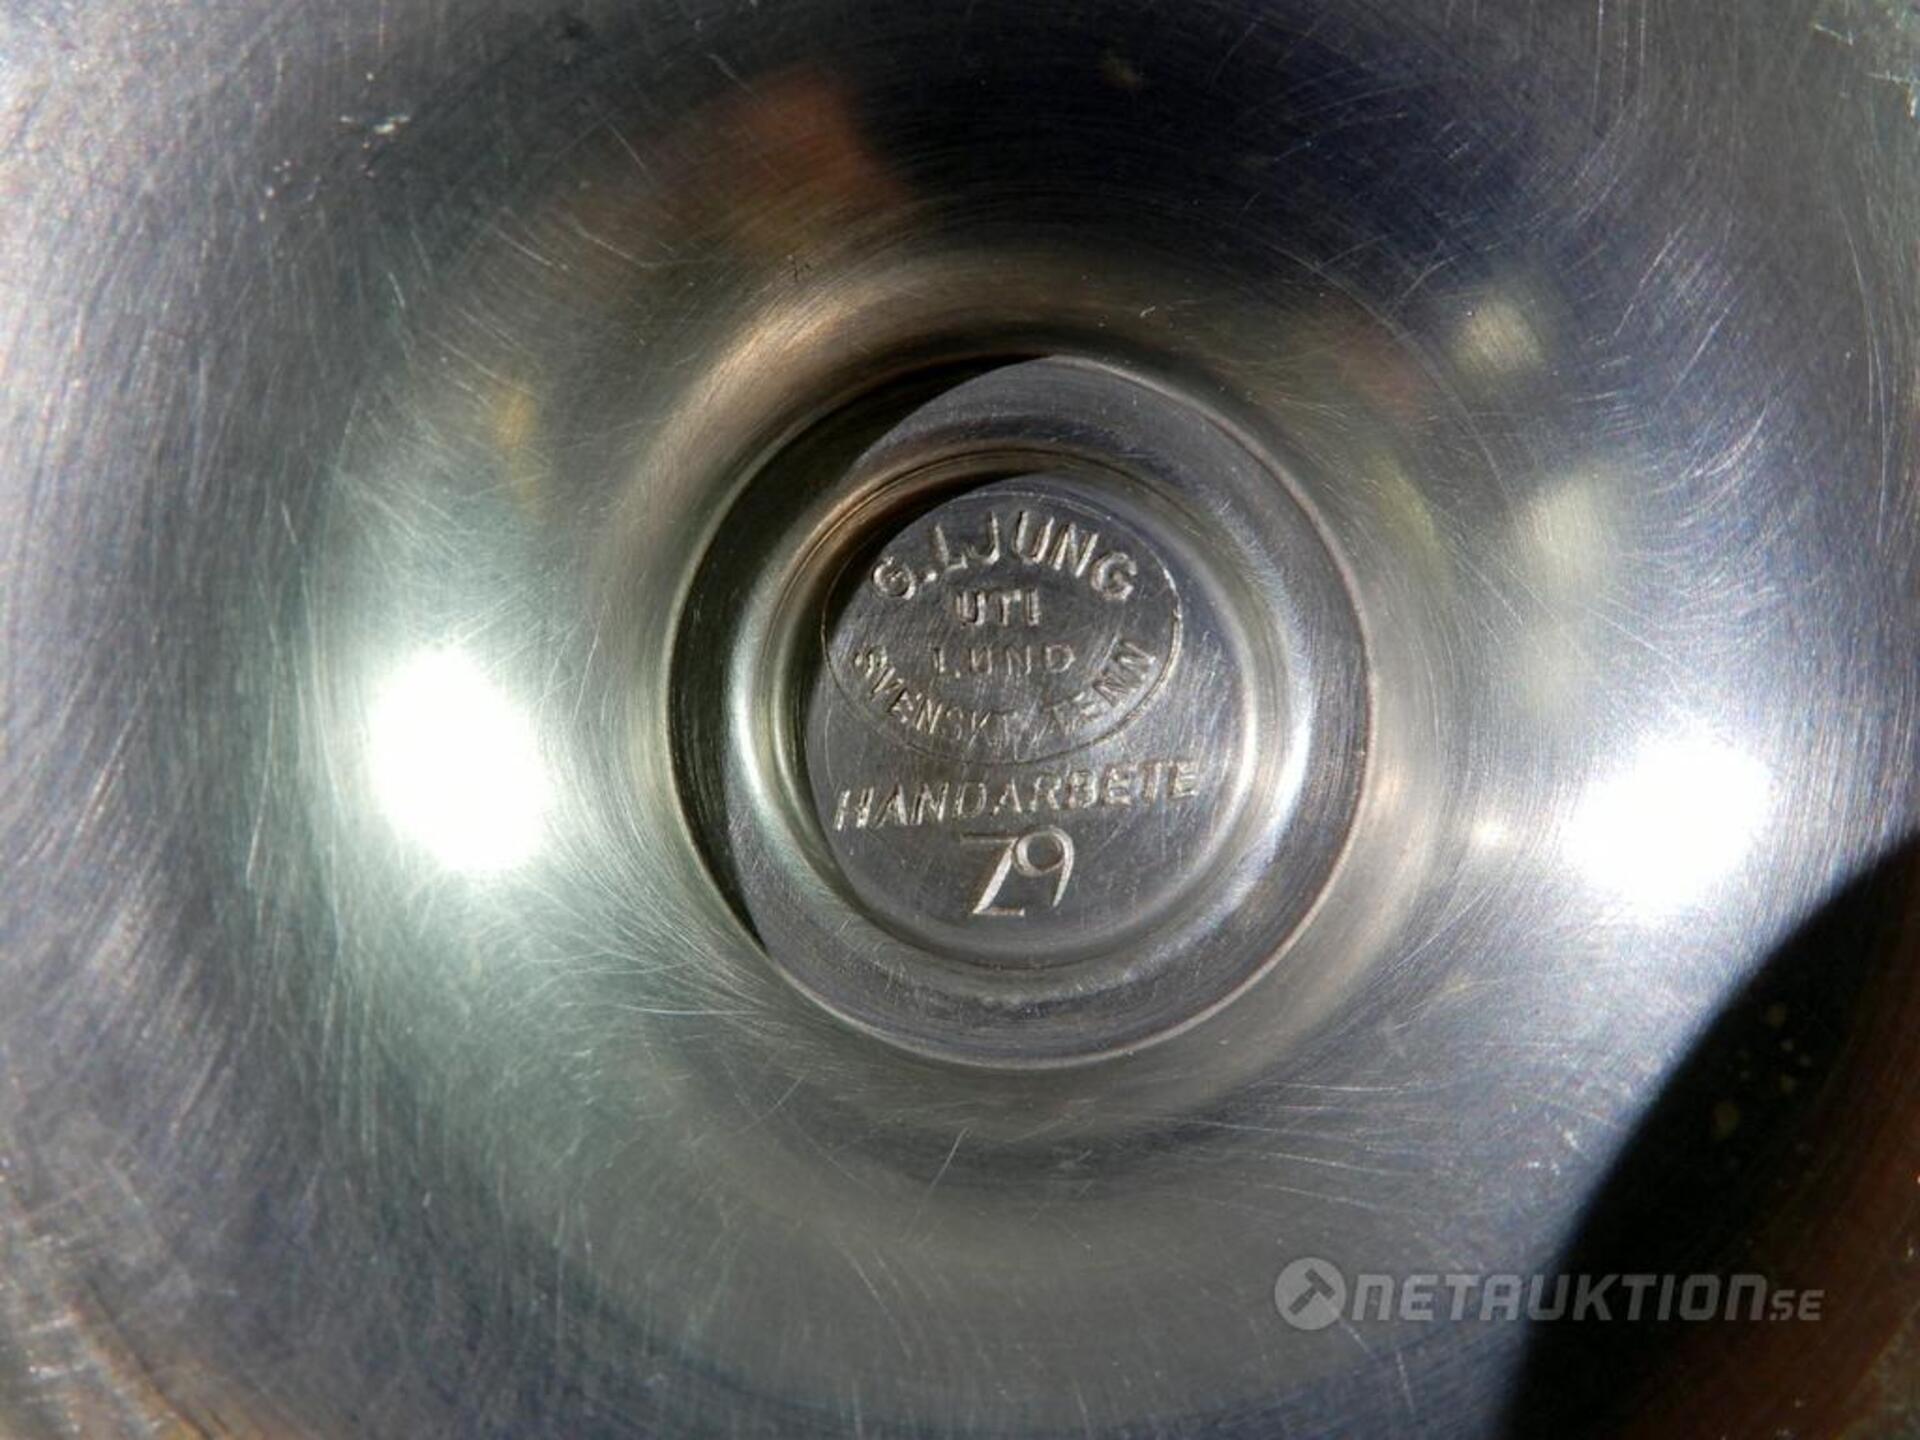 G. LJUNG
UTI
LUND
SVENSKT TENN
HANDARBETE
Z9
NETAUKTION.SE